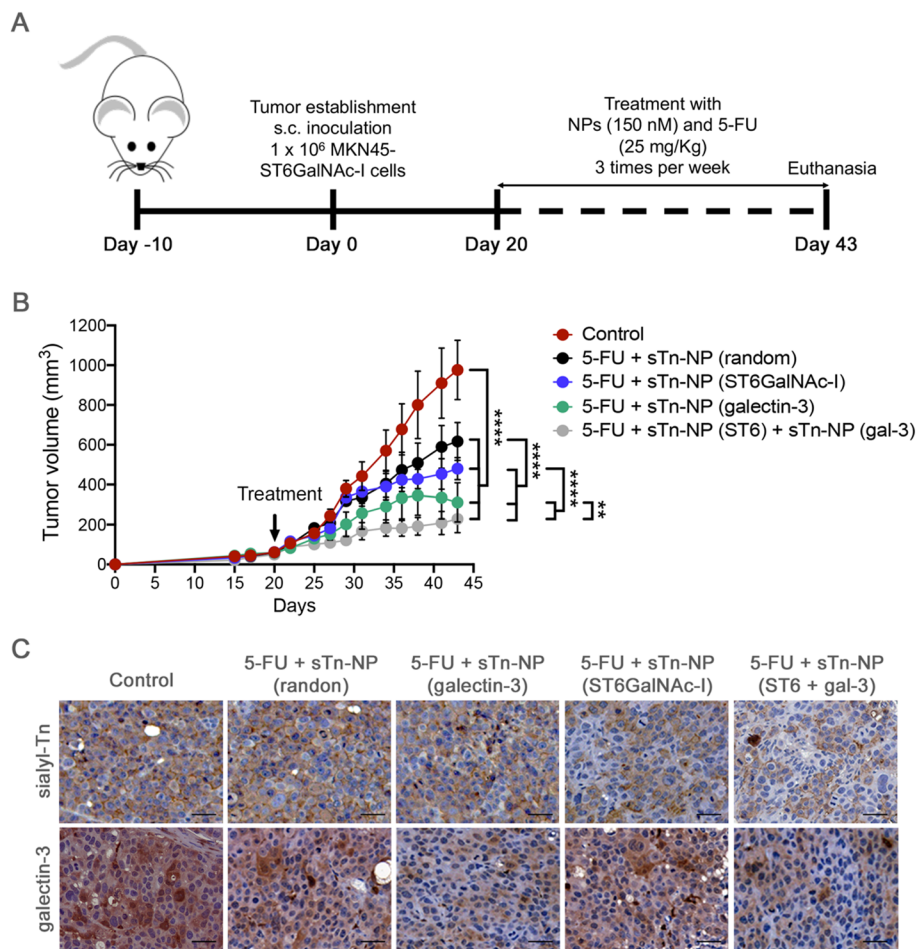 A
Tumor establishment
s.c. inoculation
1 x 10⁶ MKN45-
ST6GalNAc-I cells
Treatment with
NPs (150 nM) and 5-FU
(25 mg/Kg)
3 times per week
Euthanasia
Day -10
Day 0
Day 20
Day 43
B
Tumor volume (mm³)
1200
1000
800
600
400
200
0
Treatment
0 5 10 15 20 25 30 35 40 45
Days
****
****
****
**
Control
5-FU + sTn-NP (random)
5-FU + sTn-NP (ST6GalNAc-I)
5-FU + sTn-NP (galectin-3)
5-FU + sTn-NP (ST6) + sTn-NP (gal-3)
C
Control
5-FU + sTn-NP
(randon)
5-FU + sTn-NP
(galectin-3)
5-FU + sTn-NP
(ST6GalNAc-I)
5-FU + sTn-NP
(ST6 + gal-3)
sialyl-Tn
galectin-3